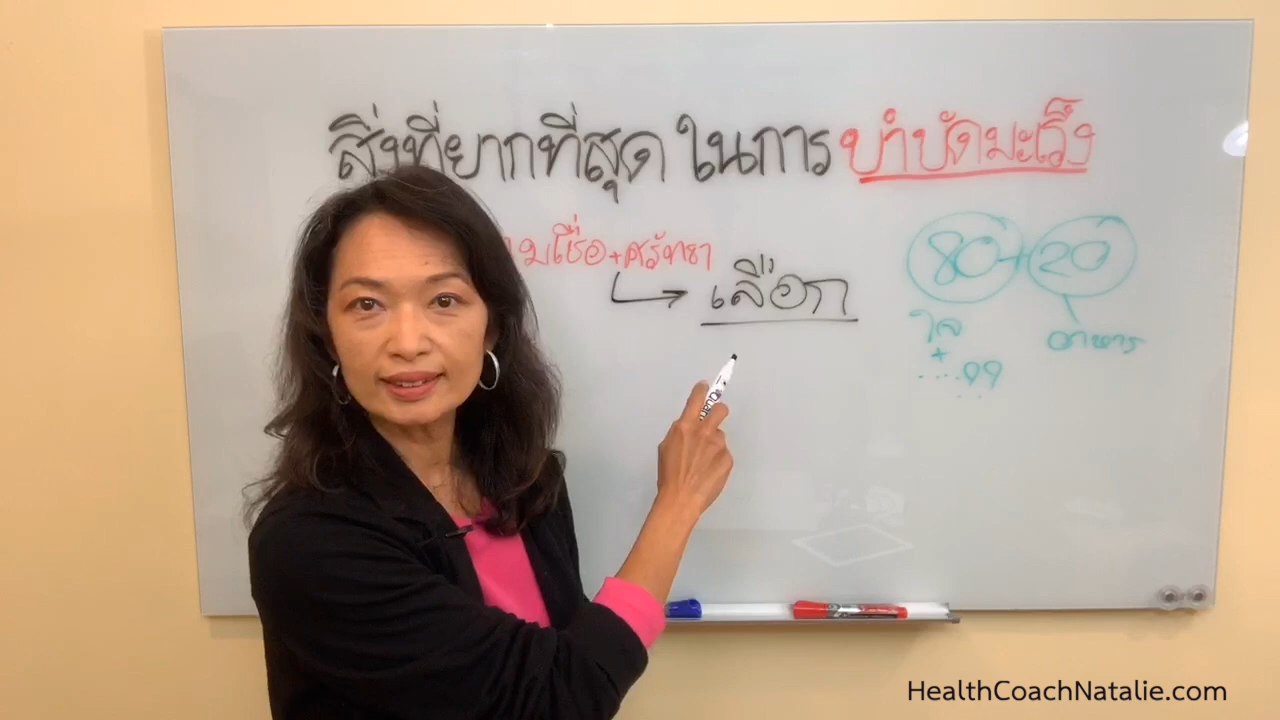 สิ่งที่ยากที่สุด ในการ บำบัดมะเร็ง
ามเชื่อ+ศรัทธา
เลือก
80+20
ใจ
อาหาร
+
....99
HealthCoachNatalie.com